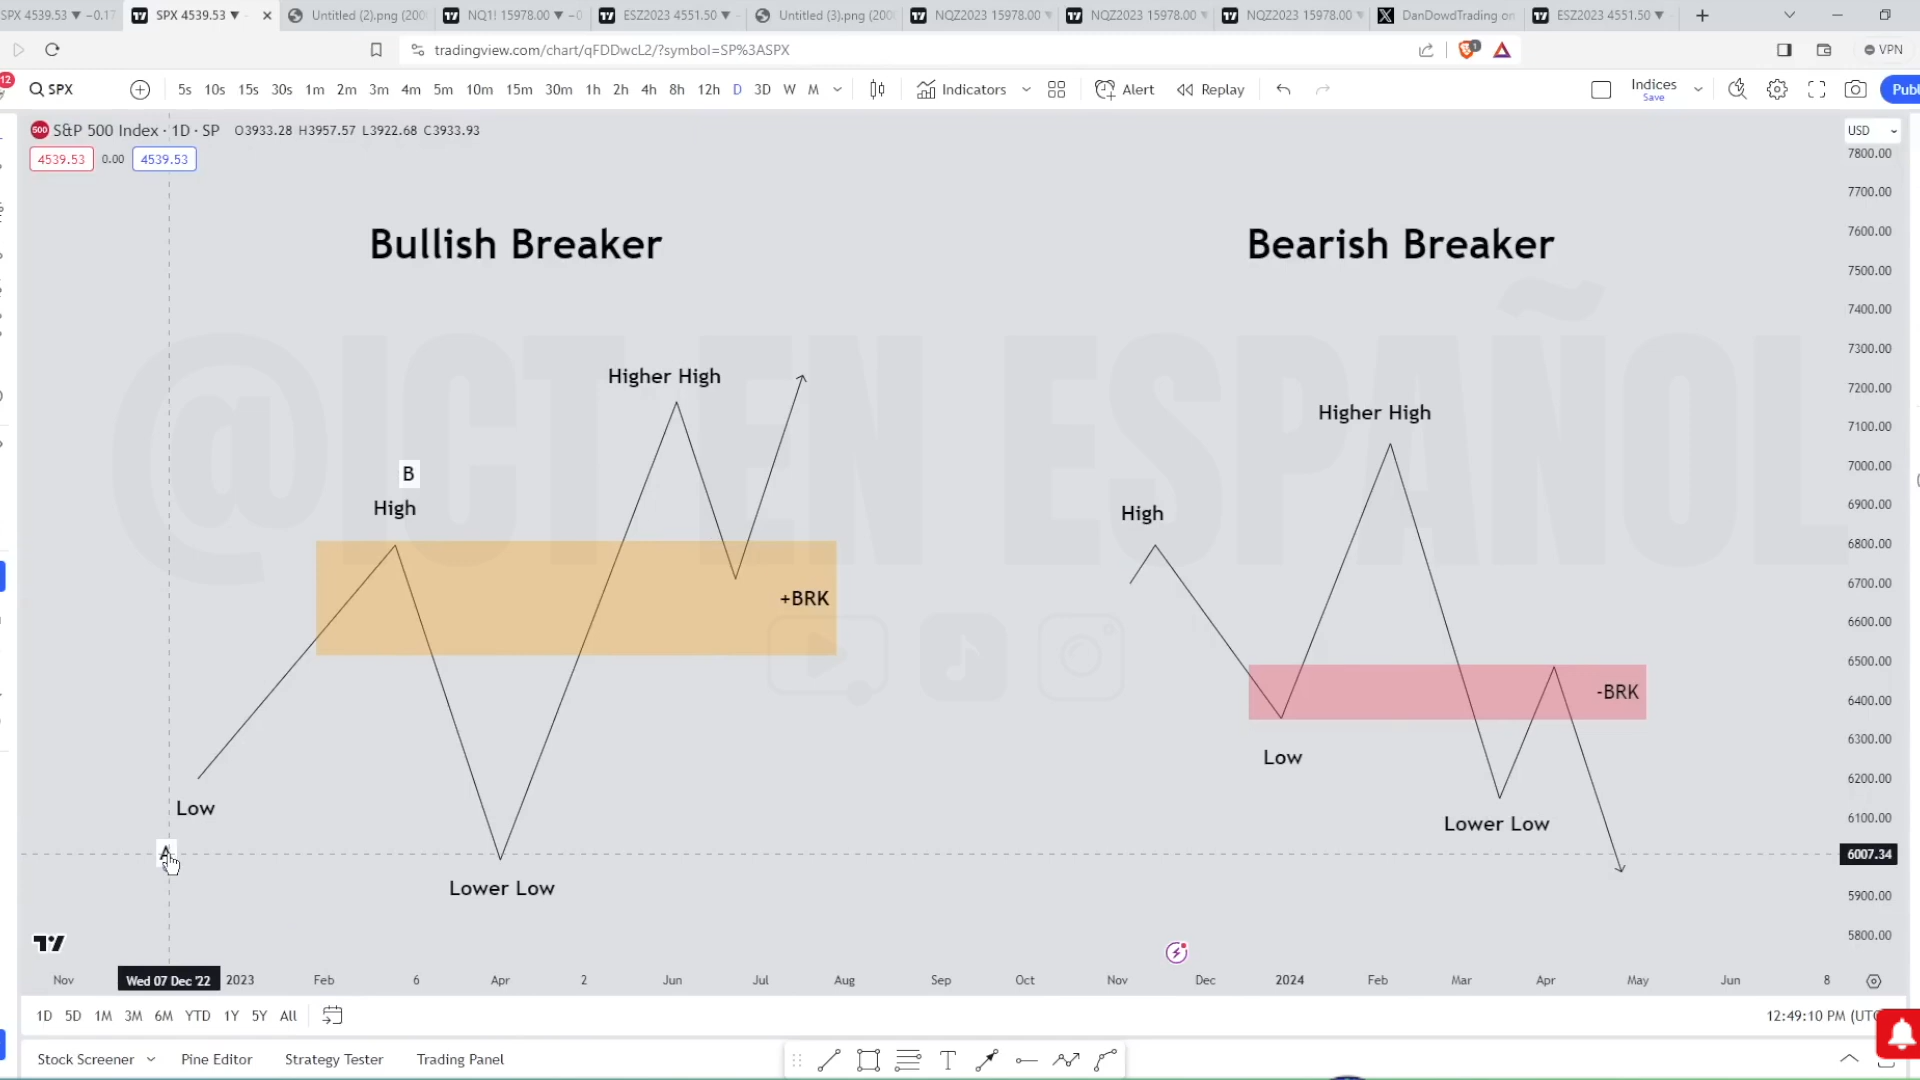 SPX 4539.53 ▼ −0.17
SPX 4539.53 ▼
Untitled (2).png (200
NQ1! 15978.00 ▼ −0
ESZ2023 4551.50 ▼
Untitled (3).png (200
NQZ2023 15978.00 ▼
NQZ2023 15978.00 ▼
NQZ2023 15978.00 ▼
DanDowdTrading on
ESZ2023 4551.50 ▼
tradingview.com/chart/qFDDwcL2/?symbol=SP%3ASPX
1
VPN
12
SPX
5s 10s 15s 30s 1m 2m 3m 4m 5m 10m 15m 30m 1h 2h 4h 8h 12h D 3D W M
Indicators
Alert
Replay
Indices
Save
Publ
500 S&P 500 Index · 1D · SP O3933.28 H3957.57 L3922.68 C3933.93
4539.53 0.00 4539.53
USD
7800.00
7700.00
7600.00
7500.00
7400.00
7300.00
7200.00
7100.00
7000.00
6900.00
6800.00
6700.00
6600.00
6500.00
6400.00
6300.00
6200.00
6100.00
6007.34
5900.00
5800.00
Bullish Breaker
Bearish Breaker
@ICT EN ESPAÑOL
Higher High
Higher High
B
High
High
+BRK
-BRK
Low
Low
Lower Low
A
Lower Low
Nov Wed 07 Dec '22 2023 Feb 6 Apr 2 Jun Jul Aug Sep Oct Nov Dec 2024 Feb Mar Apr May Jun 8
1D 5D 1M 3M 6M YTD 1Y 5Y All
12:49:10 PM (UTC
Stock Screener Pine Editor Strategy Tester Trading Panel